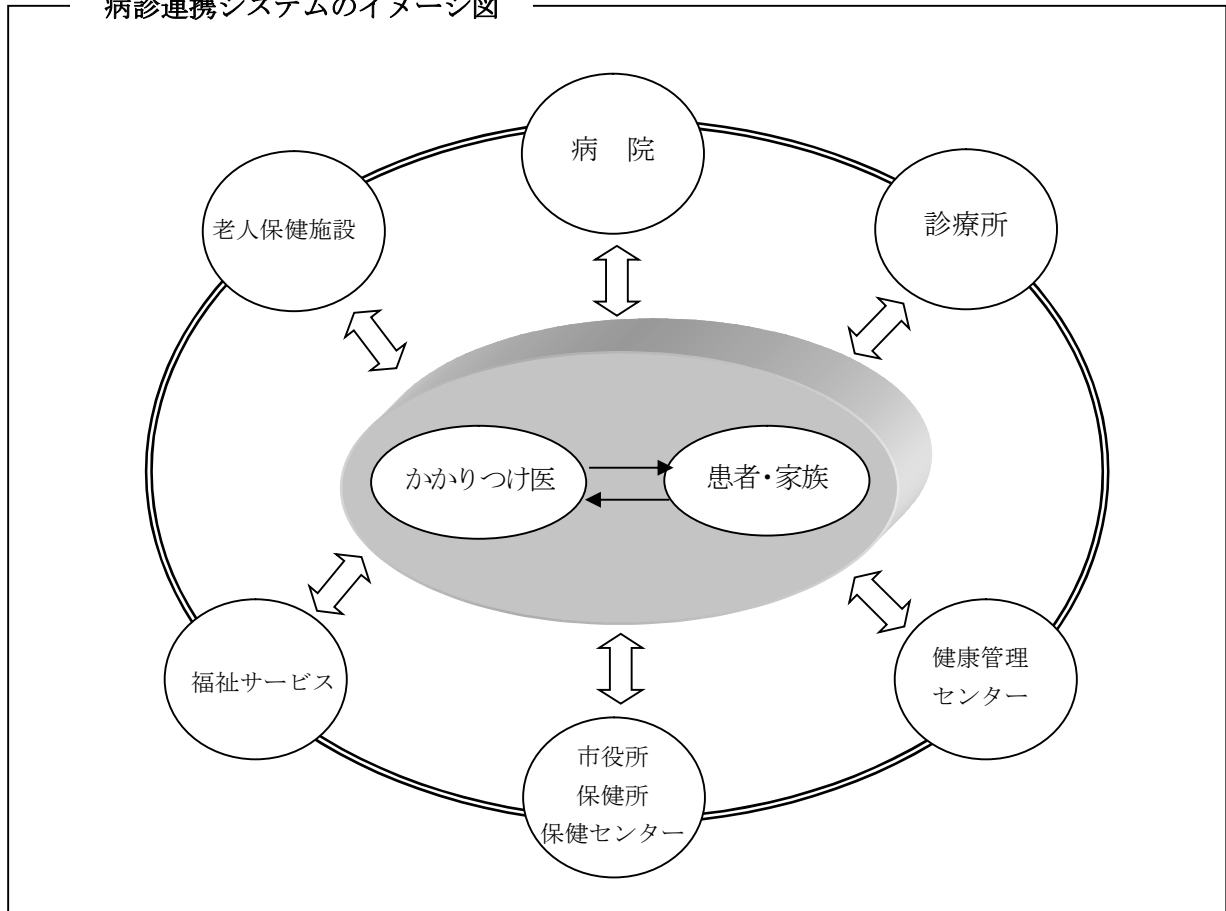 病診連携システムのイメージ図
病　院
老人保健施設
診療所
かかりつけ医
患者・家族
福祉サービス
健康管理
センター
市役所
保健所
保健センター